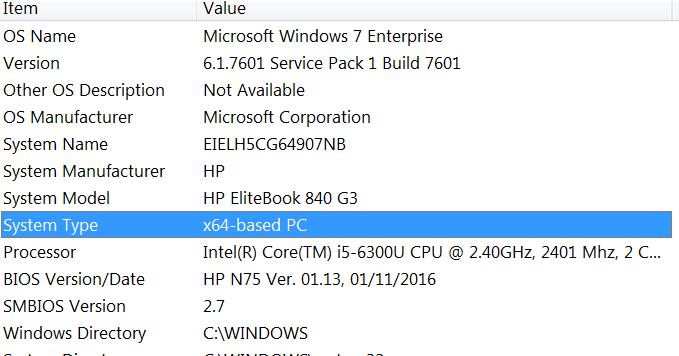 Item Value
OS Name Microsoft Windows 7 Enterprise
Version 6.1.7601 Service Pack 1 Build 7601
Other OS Description Not Available
OS Manufacturer Microsoft Corporation
System Name EIELH5CG64907NB
System Manufacturer HP
System Model HP EliteBook 840 G3
System Type x64-based PC
Processor Intel(R) Core(TM) i5-6300U CPU @ 2.40GHz, 2401 Mhz, 2 C...
BIOS Version/Date HP N75 Ver. 01.13, 01/11/2016
SMBIOS Version 2.7
Windows Directory C:\WINDOWS